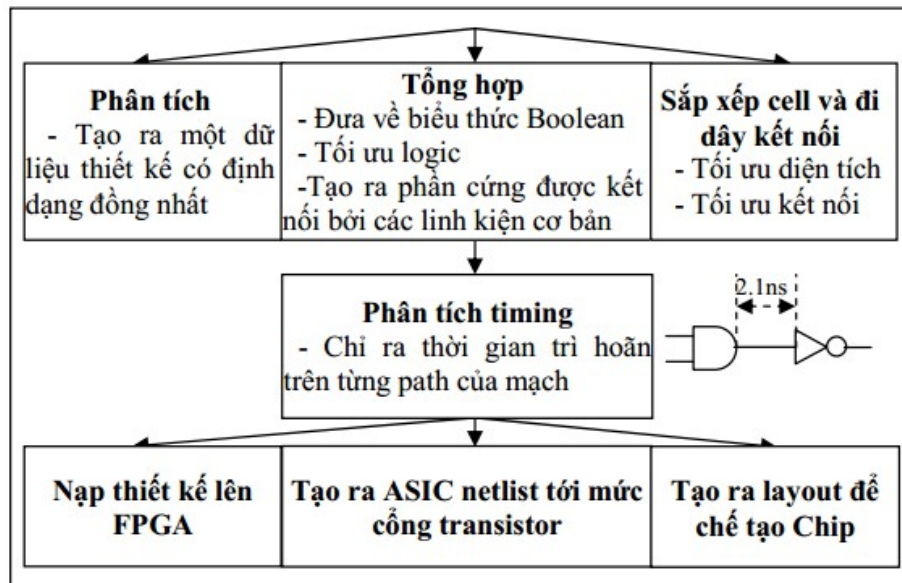 Phân tích
- Tạo ra một dữ
liệu thiết kế có định
dạng đồng nhất
Tổng hợp
- Đưa về biểu thức Boolean
- Tối ưu logic
-Tạo ra phần cứng được kết
nối bởi các linh kiện cơ bản
Sắp xếp cell và đi
dây kết nối
- Tối ưu diện tích
- Tối ưu kết nối
Phân tích timing
- Chỉ ra thời gian trì hoãn
trên từng path của mạch
2.1ns
Nạp thiết kế lên
FPGA
Tạo ra ASIC netlist tới mức
cổng transistor
Tạo ra layout để
chế tạo Chip